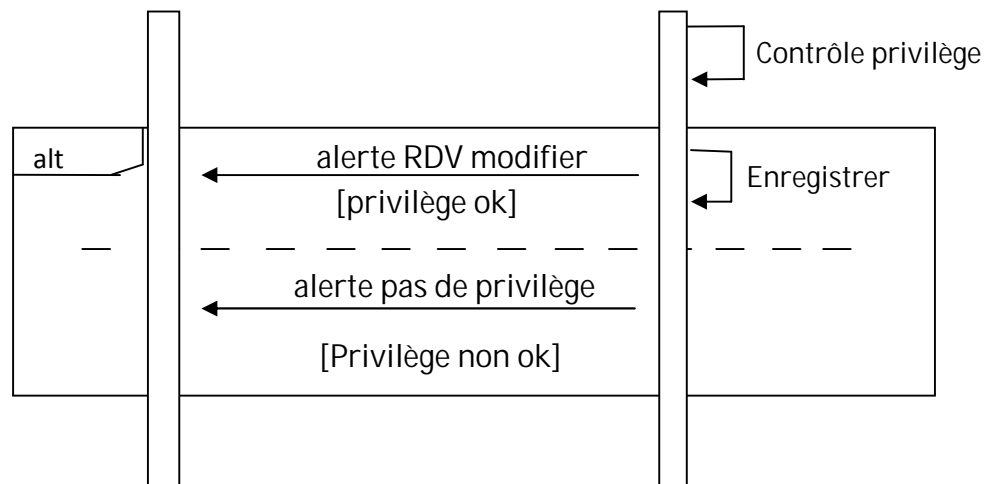 Contrôle privilège
alt
alerte RDV modifier
Enregistrer
[privilège ok]
alerte pas de privilège
[Privilège non ok]